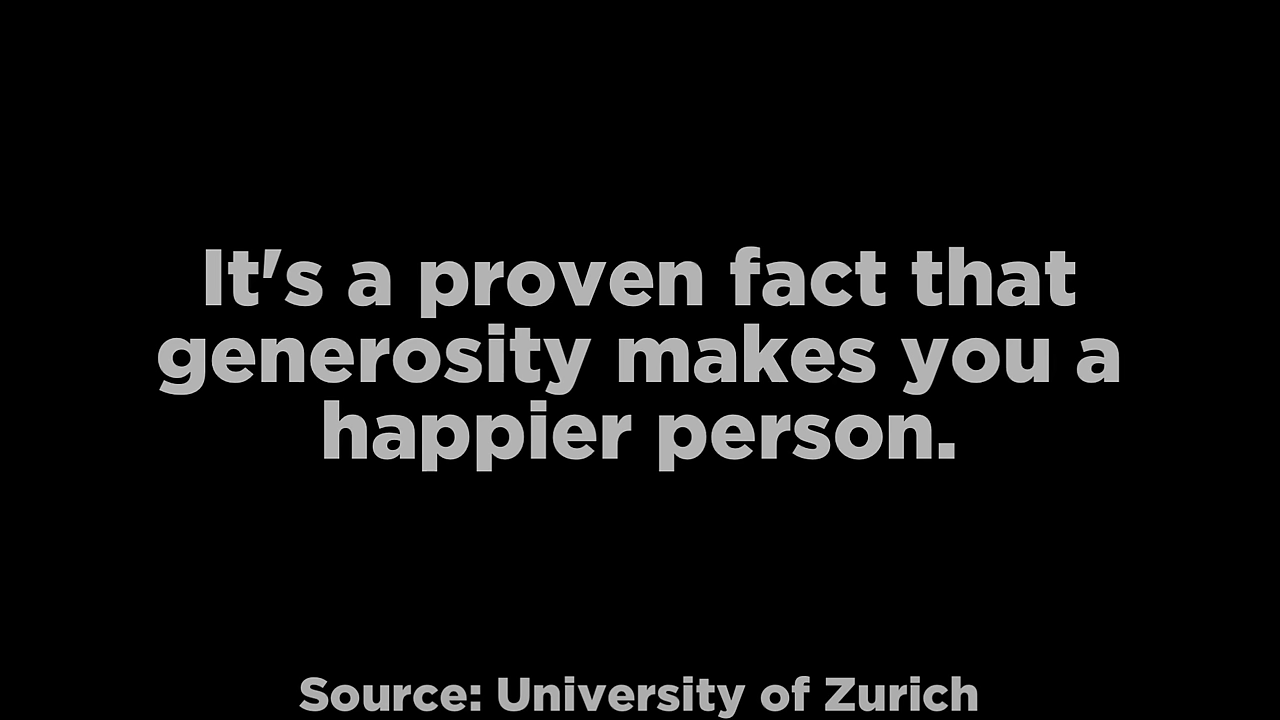 It's a proven fact that
generosity makes you a
happier person.
Source: University of Zurich